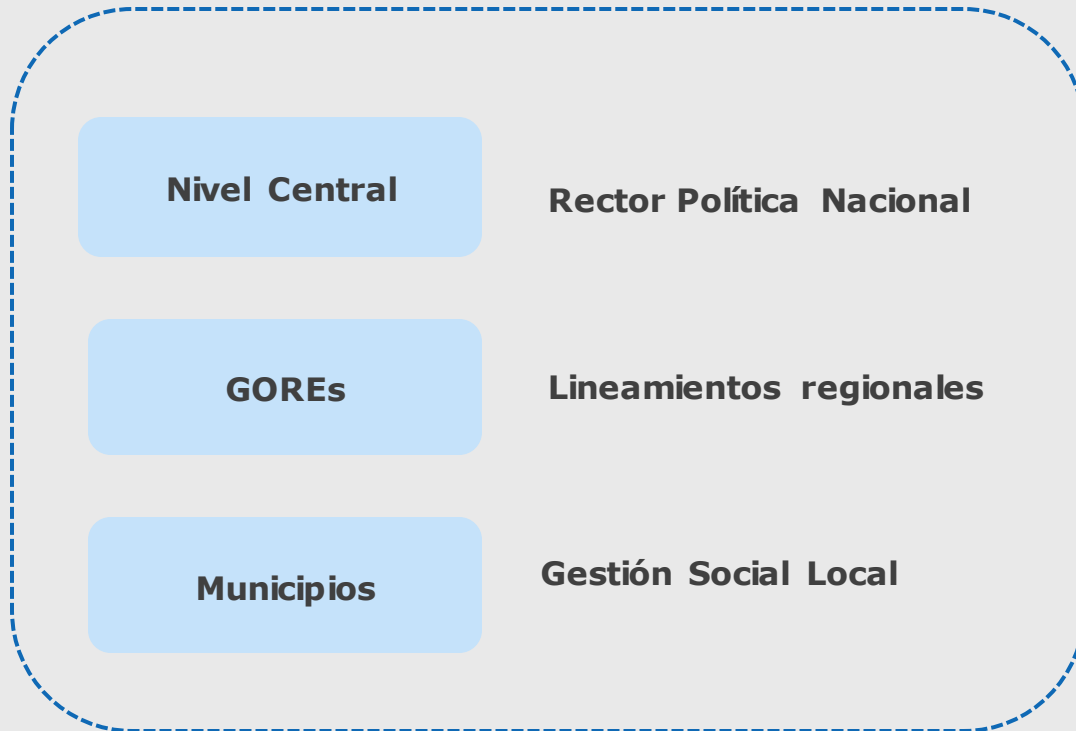 Nivel Central
Rector Política Nacional
GOREs
Lineamientos regionales
Municipios
Gestión Social Local